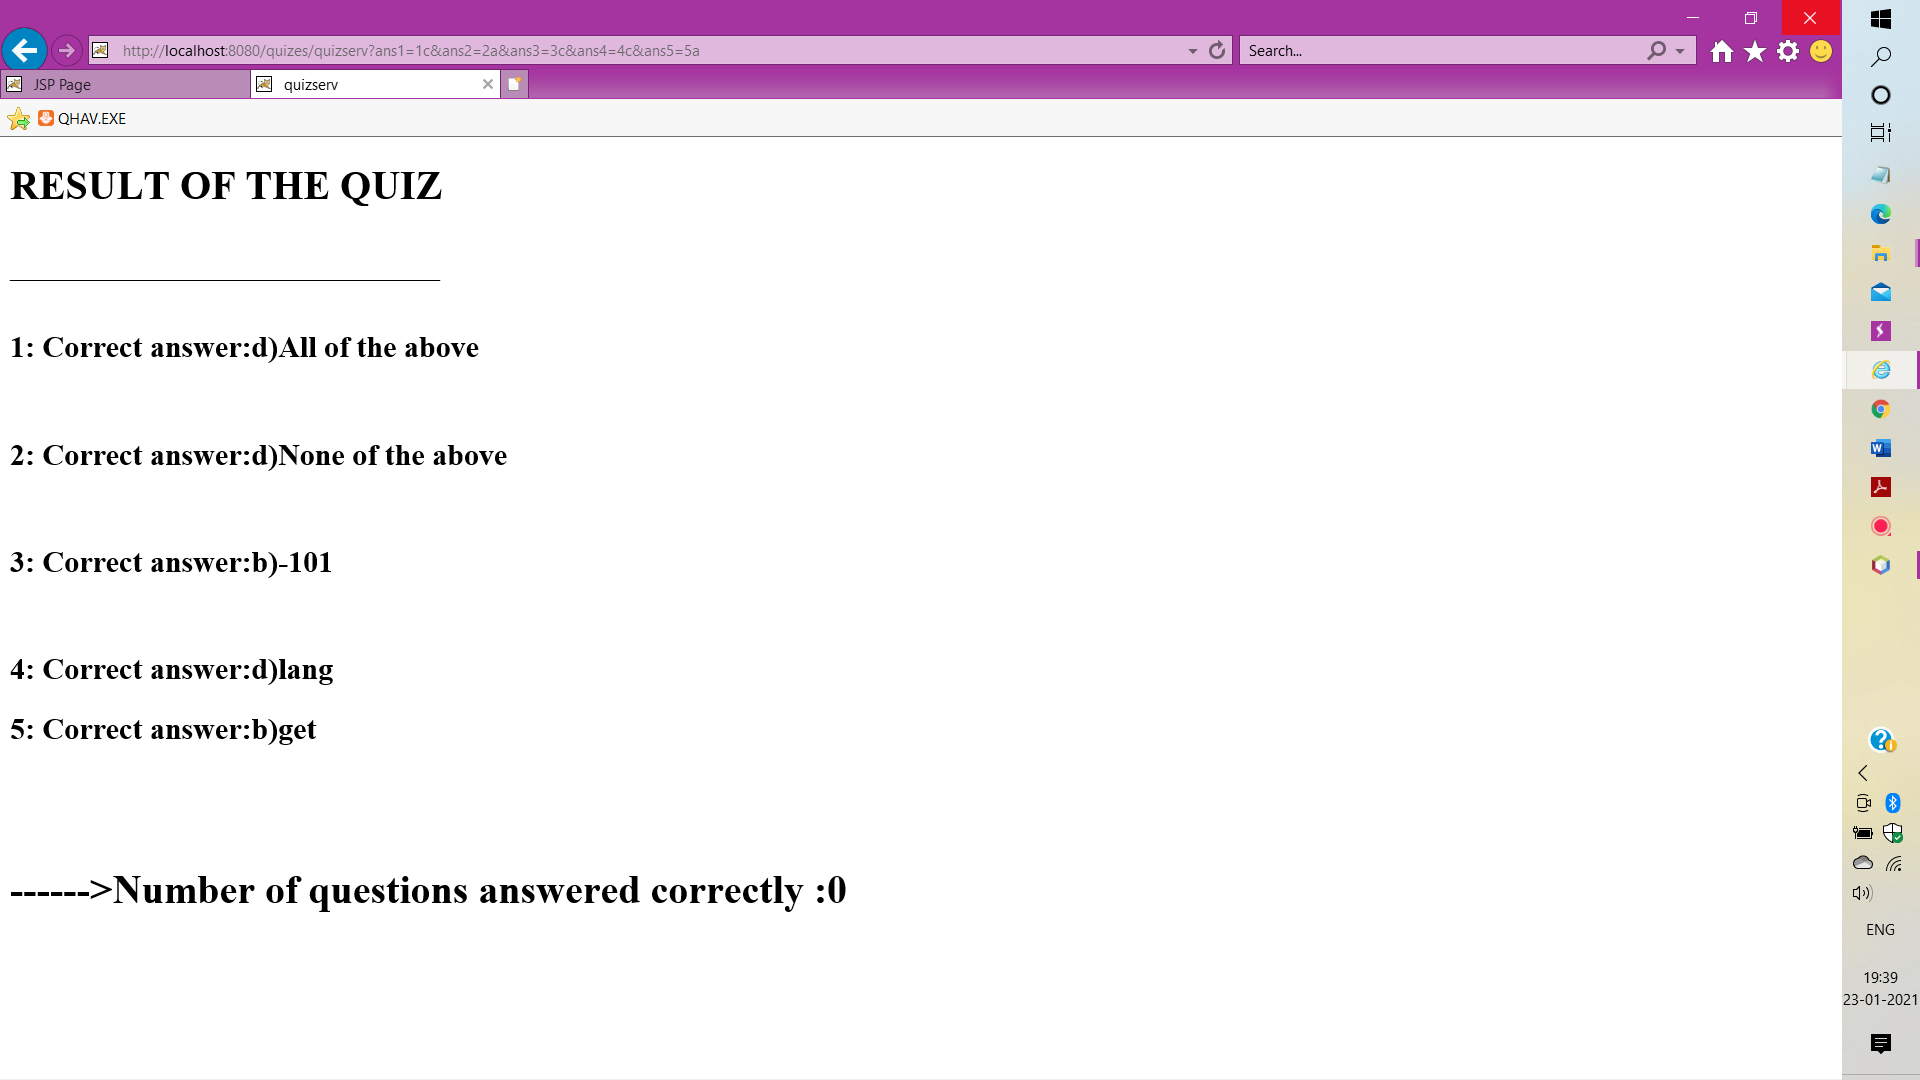 http://localhost:8080/quizes/quizserv?ans1=1c&ans2=2a&ans3=3c&ans4=4c&ans5=5a
Search...
JSP Page
quizserv
QHAV.EXE
RESULT OF THE QUIZ
1: Correct answer:d)All of the above
2: Correct answer:d)None of the above
3: Correct answer:b)-101
4: Correct answer:d)lang
5: Correct answer:b)get
------>Number of questions answered correctly :0
ENG
19:39
23-01-2021